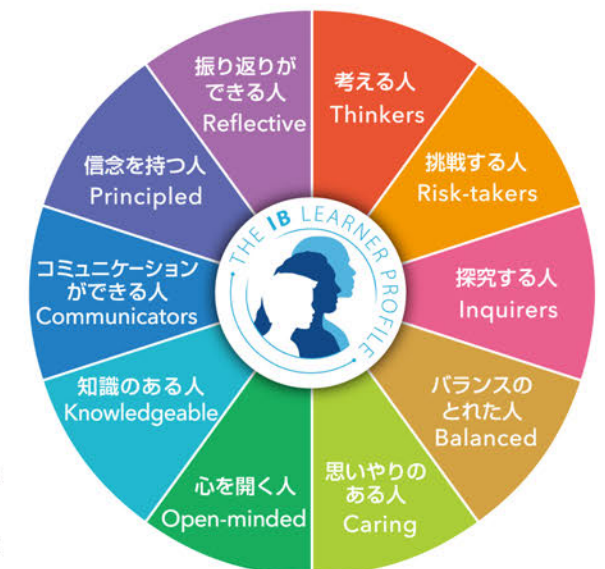 考える人
Thinkers
挑戦する人
Risk-takers
探究する人
Inquirers
バランスの
とれた人
Balanced
思いやりの
ある人
Caring
心を開く人
Open-minded
知識のある人
Knowledgeable
コミュニケーション
ができる人
Communicators
信念を持つ人
Principled
振り返りが
できる人
Reflective
THE IB LEARNER PROFILE